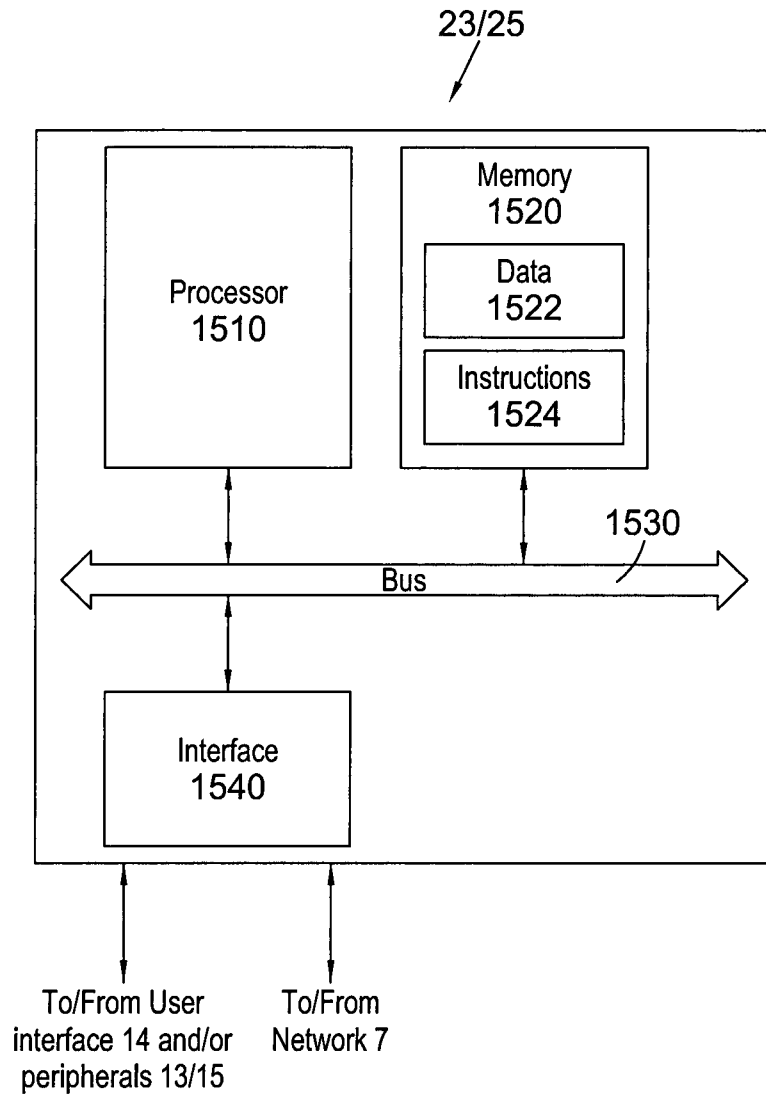 23/25
Processor
1510
Memory
1520
Data
1522
Instructions
1524
1530
Bus
Interface
1540
To/From User
interface 14 and/or
peripherals 13/15
To/From
Network 7